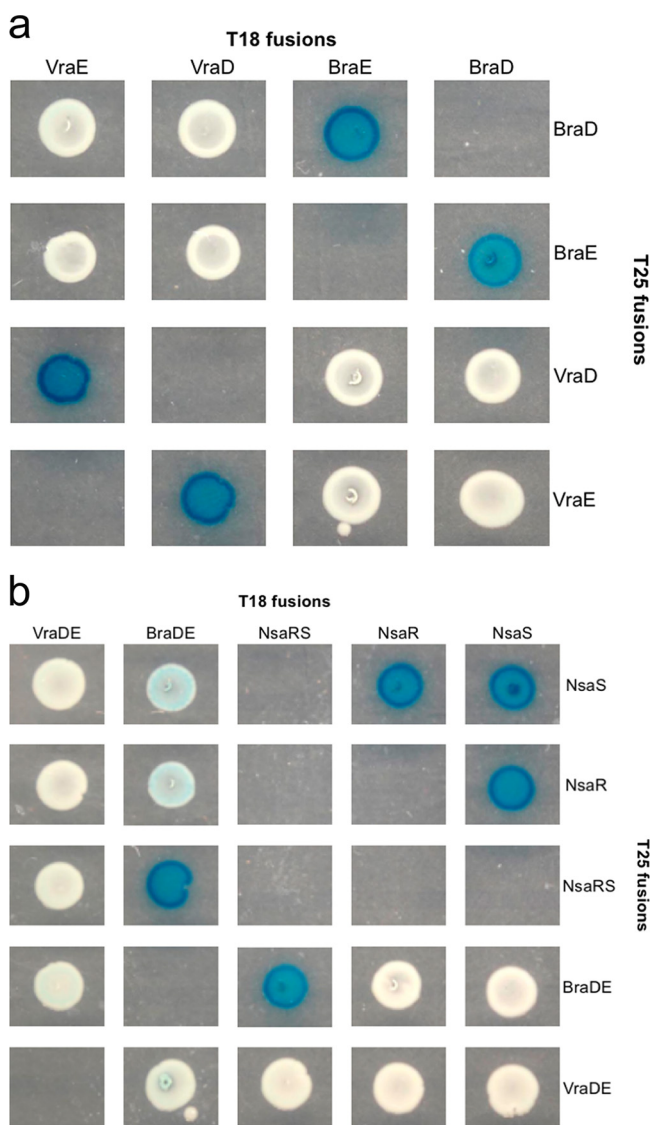 a
T18 fusions
VraE VraD BraE BraD
BraD
BraE
VraD
VraE
T25 fusions
b
T18 fusions
VraDE BraDE NsaRS NsaR NsaS
NsaS
NsaR
NsaRS
BraDE
VraDE
T25 fusions